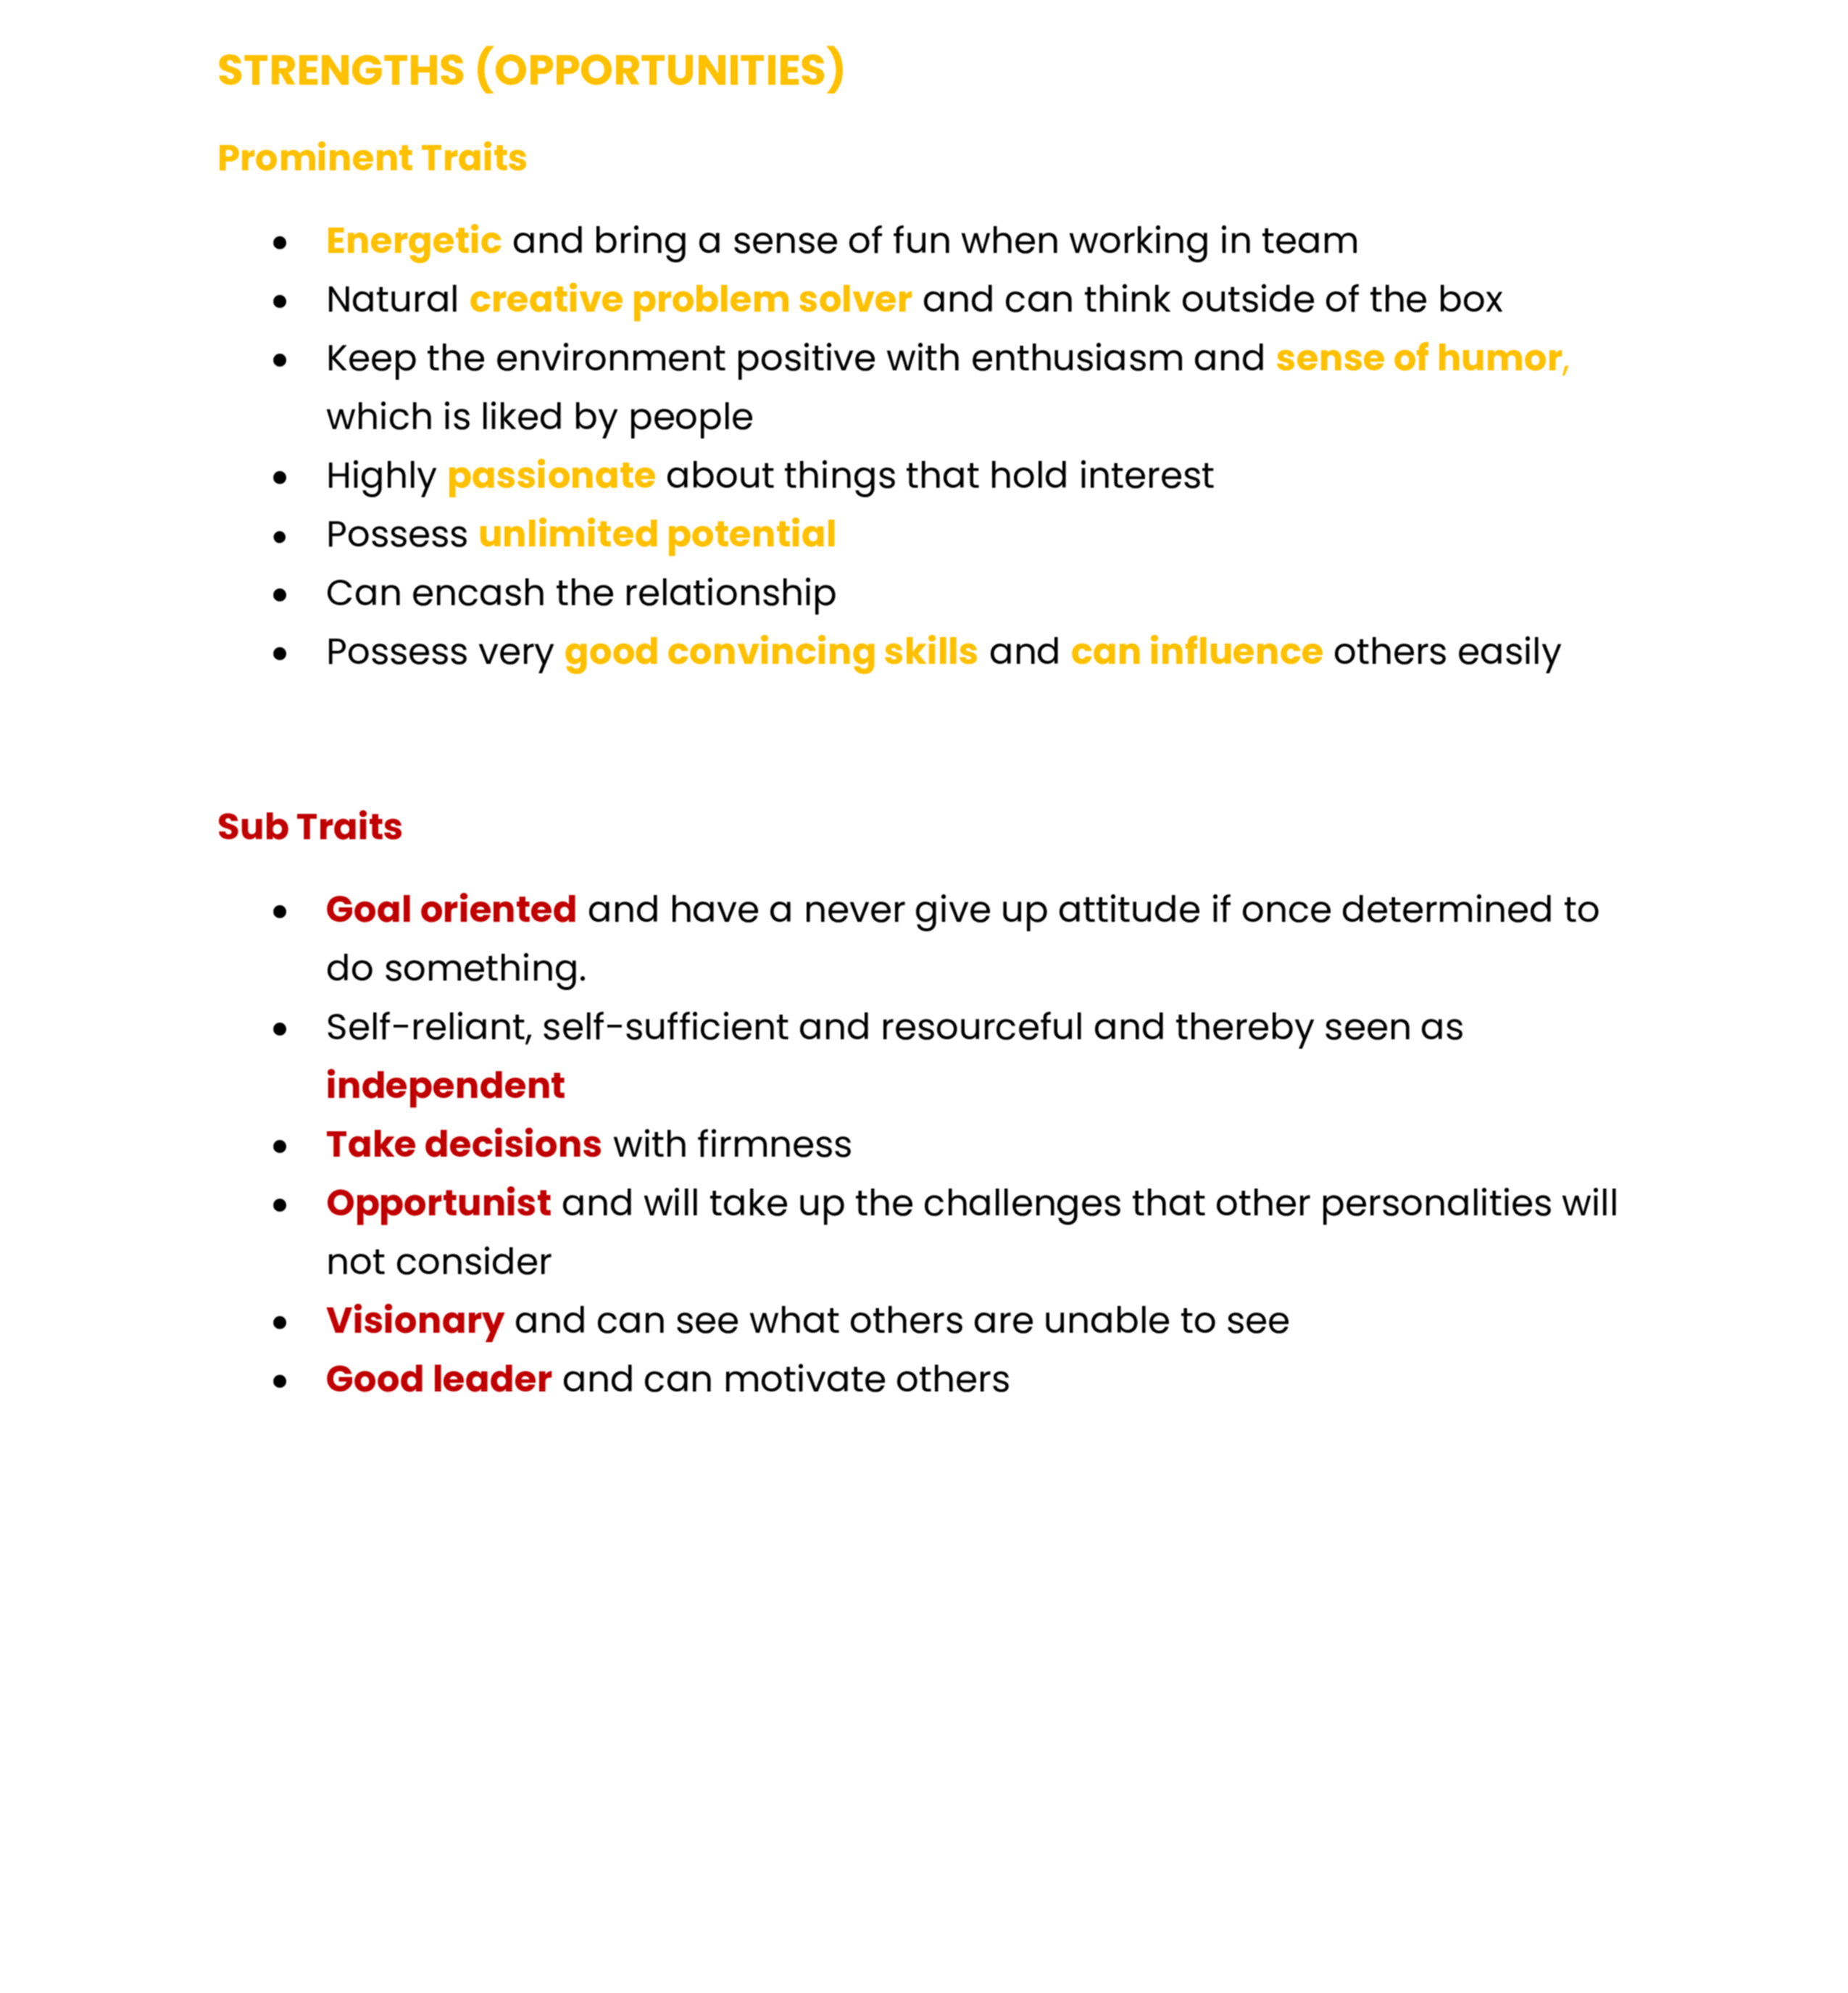 STRENGTHS (OPPORTUNITIES)
Prominent Traits
• Energetic and bring a sense of fun when working in team
• Natural creative problem solver and can think outside of the box
• Keep the environment positive with enthusiasm and sense of humor,
which is liked by people
• Highly passionate about things that hold interest
• Possess unlimited potential
• Can encash the relationship
• Possess very good convincing skills and can influence others easily
Sub Traits
• Goal oriented and have a never give up attitude if once determined to
do something.
• Self-reliant, self-sufficient and resourceful and thereby seen as
independent
• Take decisions with firmness
• Opportunist and will take up the challenges that other personalities will
not consider
• Visionary and can see what others are unable to see
• Good leader and can motivate others